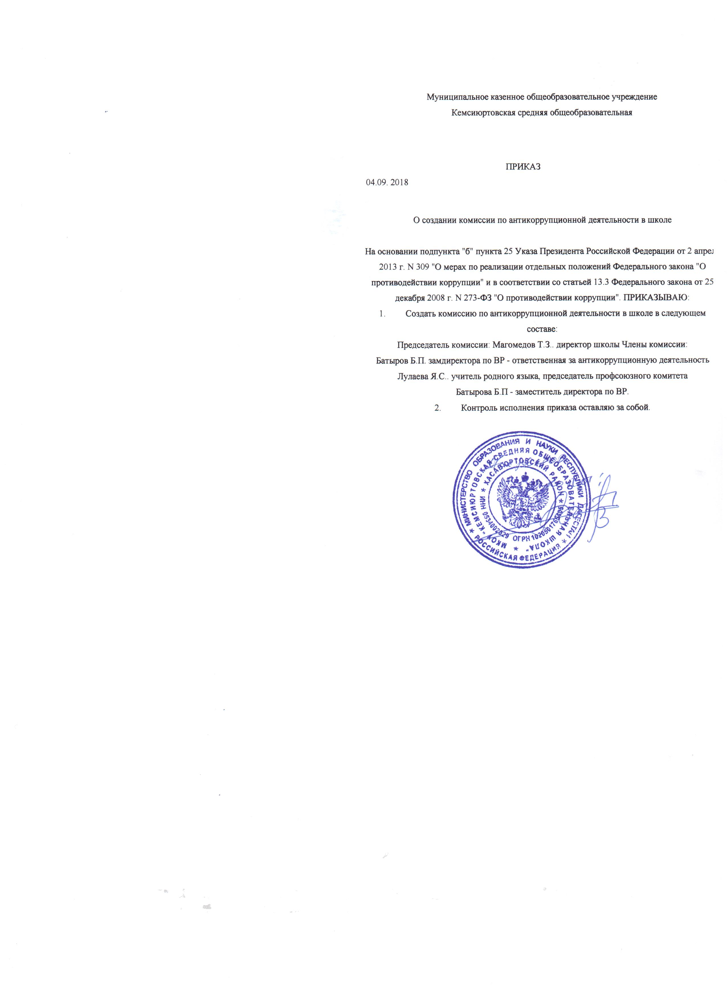 Муниципальное казенное общеобразовательное учреждение
Кемсиюртовская средняя общеобразовательная
ПРИКАЗ
04.09. 2018
О создании комиссии по антикоррупционной деятельности в школе
На основании подпункта "б" пункта 25 Указа Президента Российской Федерации от 2 апрел
2013 г. N 309 "О мерах по реализации отдельных положений Федерального закона "О
противодействии коррупции" и в соответствии со статьей 13.3 Федерального закона от 25
декабря 2008 г. N 273-ФЗ "О противодействии коррупции". ПРИКАЗЫВАЮ:
1. Создать комиссию по антикоррупционной деятельности в школе в следующем
составе:
Председатель комиссии: Магомедов Т.З.. директор школы Члены комиссии:
Батыров Б.П. замдиректора по ВР - ответственная за антикоррупционную деятельность
Лулаева Я.С.. учитель родного языка, председатель профсоюзного комитета
Батырова Б.П - заместитель директора по ВР.
2. Контроль исполнения приказа оставляю за собой.
* МИНИСТЕРСТВО ОБРАЗОВАНИЯ И НАУКИ РЕСПУБЛИКИ ДАГЕСТАН *
РОССИЙСКАЯ ФЕДЕРАЦИЯ
* МКОУ "КЕМСИЮРТОВСКАЯ СРЕДНЯЯ ОБЩЕОБРАЗОВАТЕЛЬНАЯ ШКОЛА"
* ХАСАВЮРТОВСКИЙ РАЙОН *
ИНН 0534002029 ОГРН